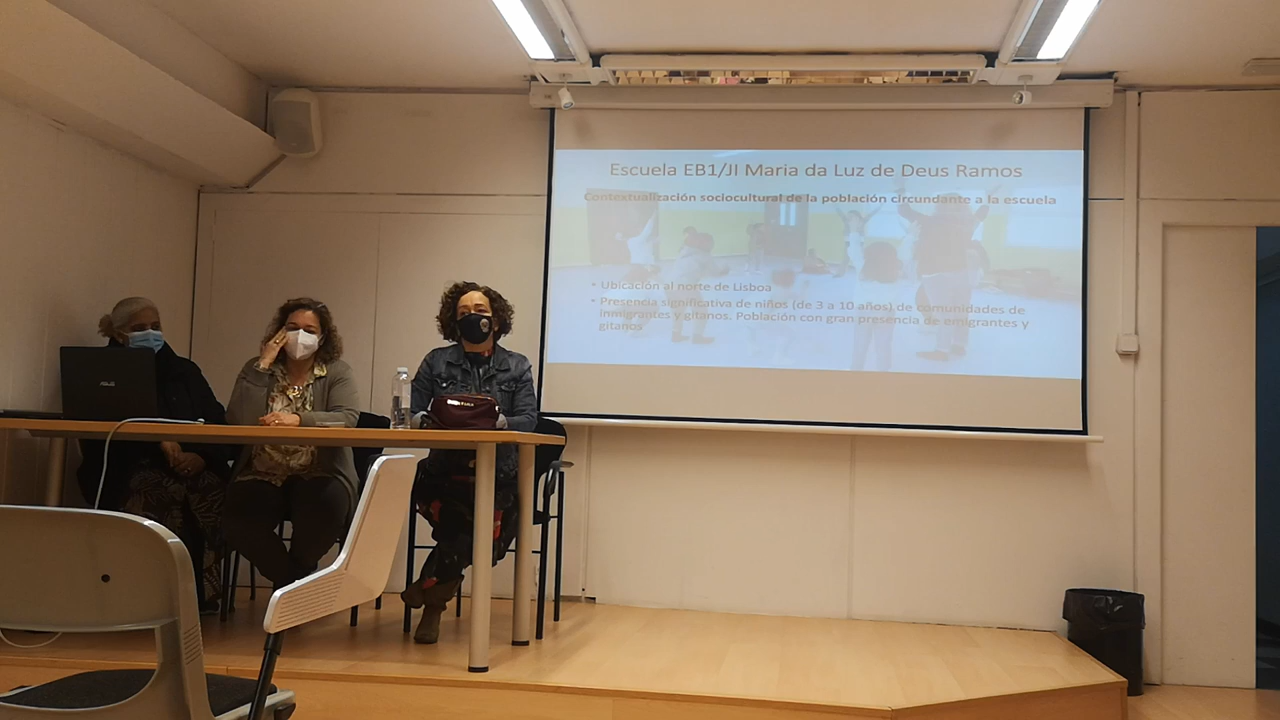 Escuela EB1/JI Maria da Luz de Deus Ramos
Contextualización sociocultural de la población circundante a la escuela
• Ubicación al norte de Lisboa
• Presencia significativa de niños (de 3 a 10 años) de comunidades de
inmigrantes y gitanos. Población con gran presencia de emigrantes y
gitanos
ASUS